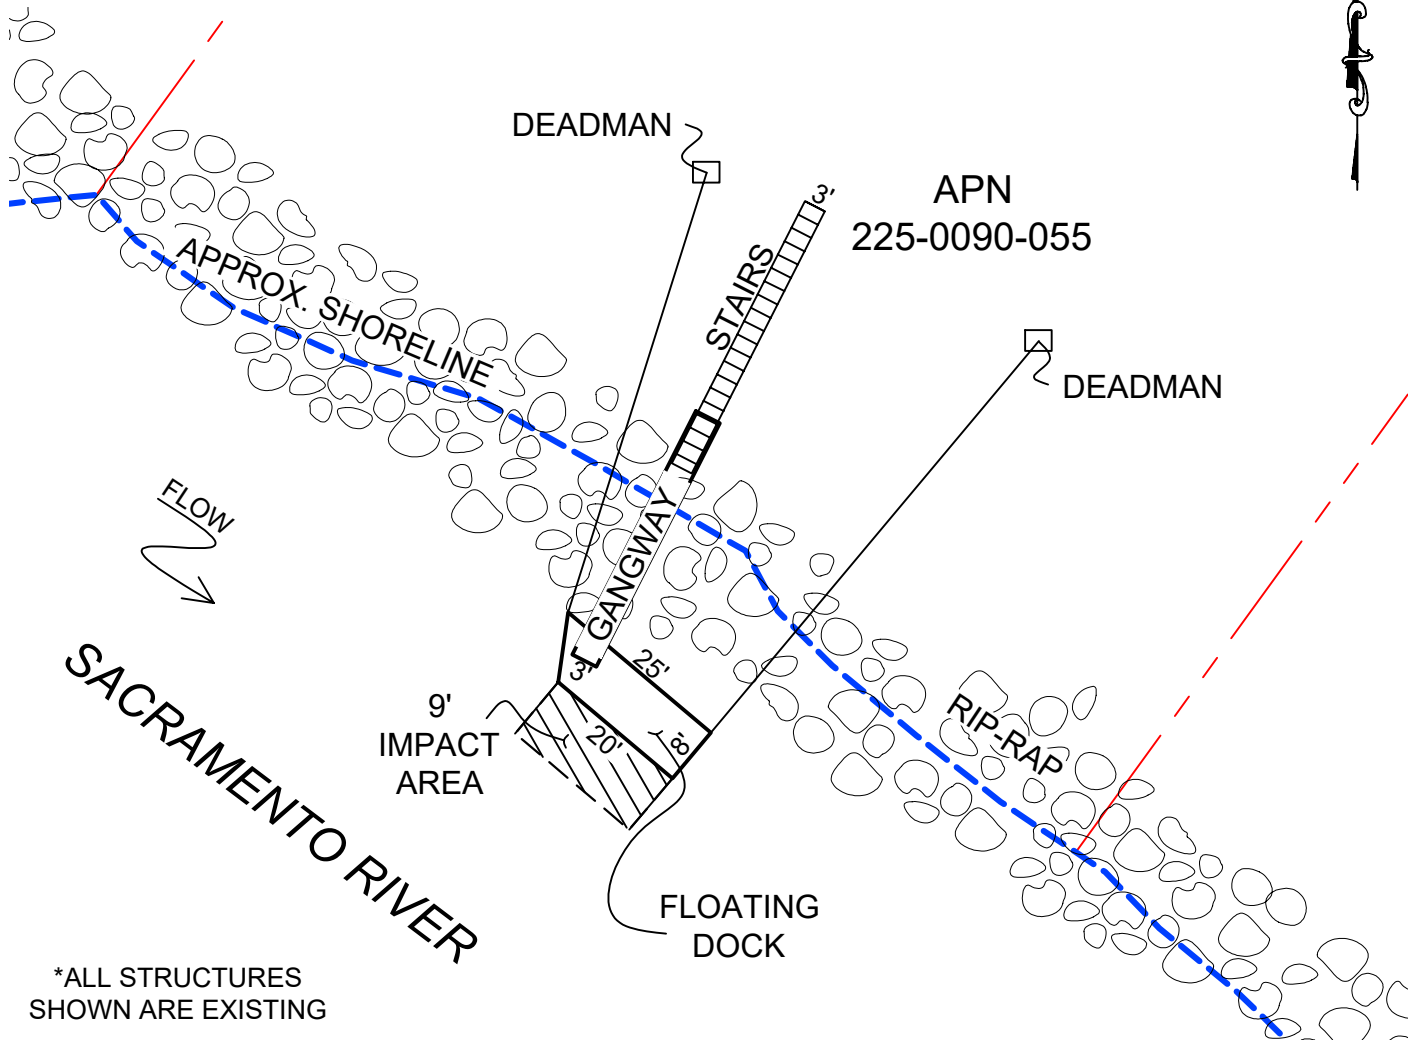 DEADMAN
3'
APN
225-0090-055
STAIRS
APPROX. SHORELINE
DEADMAN
FLOW
GANGWAY
3'
25'
20'
8'
9'
IMPACT
AREA
RIP-RAP
SACRAMENTO RIVER
FLOATING
DOCK
*ALL STRUCTURES
SHOWN ARE EXISTING